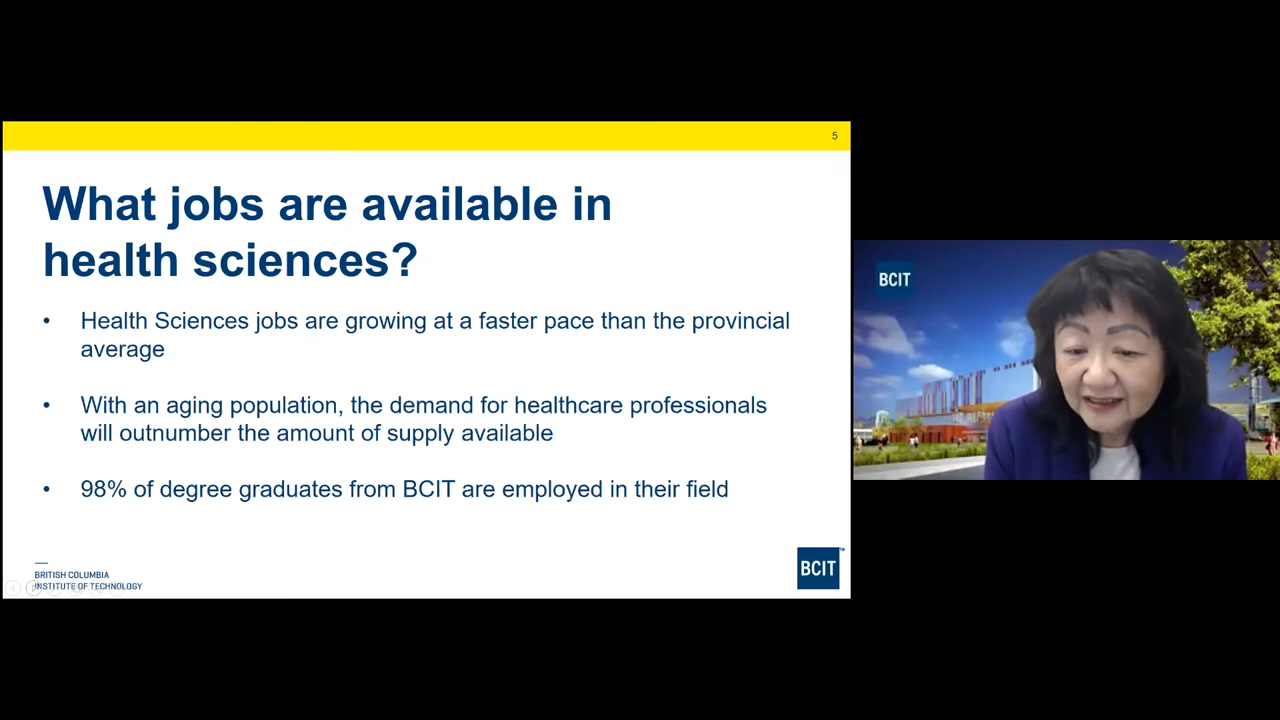 5
What jobs are available in
health sciences?
• Health Sciences jobs are growing at a faster pace than the provincial
average
• With an aging population, the demand for healthcare professionals
will outnumber the amount of supply available
• 98% of degree graduates from BCIT are employed in their field
BRITISH COLUMBIA
INSTITUTE OF TECHNOLOGY
BCIT™
BCIT